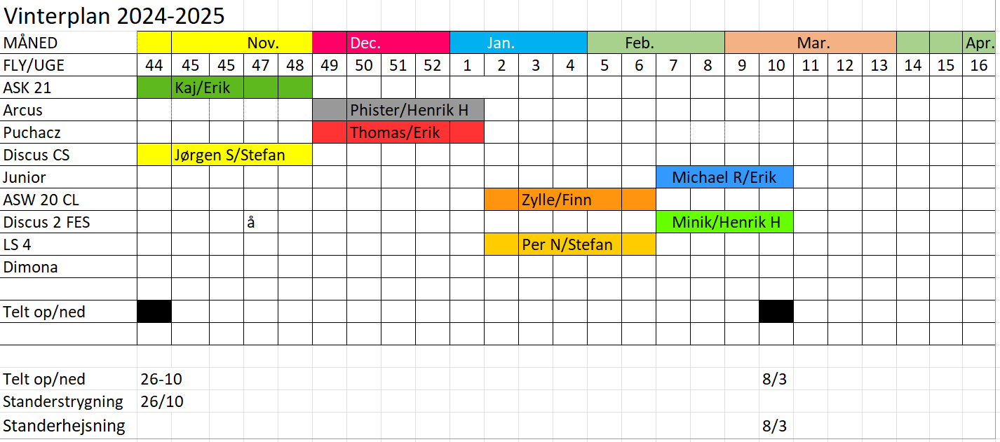 Vinterplan 2024-2025
MÅNED Nov. Dec. Jan. Feb. Mar. Apr.
FLY/UGE 44 45 45 47 48 49 50 51 52 1 2 3 4 5 6 7 8 9 10 11 12 13 14 15 16
ASK 21 Kaj/Erik
Arcus Phister/Henrik H
Puchacz Thomas/Erik
Discus CS Jørgen S/Stefan
Junior Michael R/Erik
ASW 20 CL Zylle/Finn
Discus 2 FES å Minik/Henrik H
LS 4 Per N/Stefan
Dimona
Telt op/ned
Telt op/ned 26-10 8/3
Standerstrygning 26/10
Standerhejsning 8/3